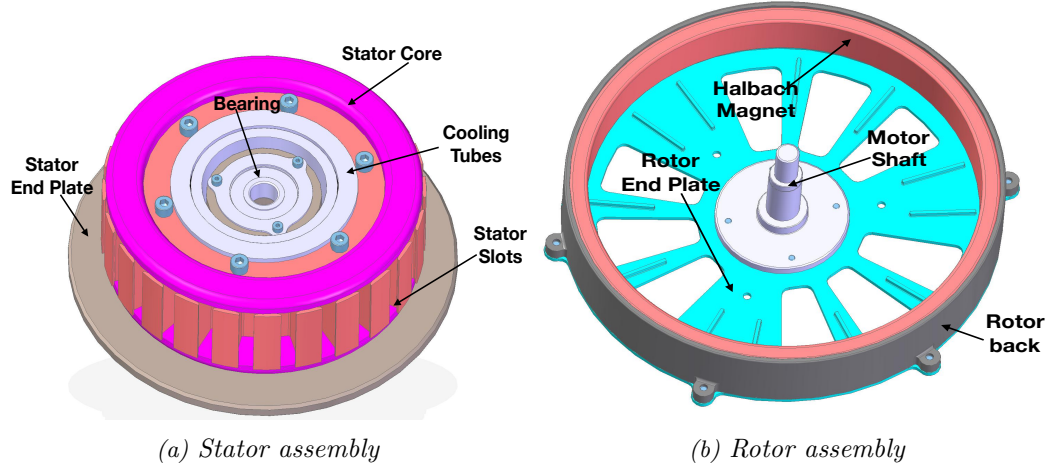 Stator Core
Bearing
Cooling
Tubes
Stator
End Plate
Stator
Slots
(a) Stator assembly
Halbach
Magnet
Motor
Shaft
Rotor
End Plate
Rotor
back
(b) Rotor assembly